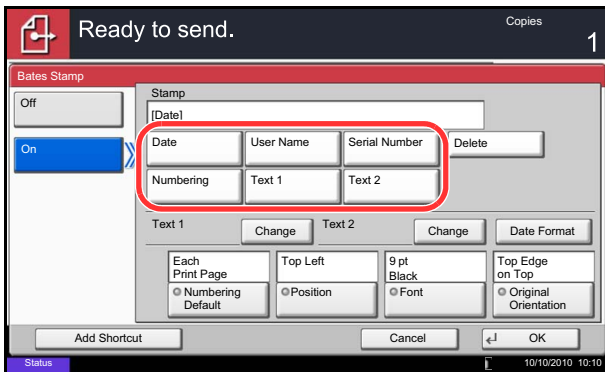 Ready to send.
Copies
1
Bates Stamp
Off
On
Stamp
[Date]
Date
User Name
Serial Number
Delete
Numbering
Text 1
Text 2
Text 1
Change
Text 2
Change
Date Format
Each
Print Page
Top Left
9 pt
Black
Top Edge
on Top
Numbering
Default
Position
Font
Original
Orientation
Add Shortcut
Cancel
OK
Status
10/10/2010 10:10